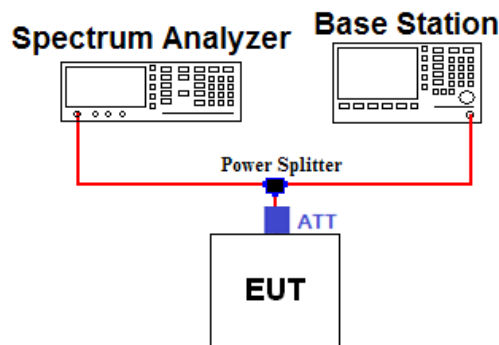 Spectrum Analyzer
Base Station
Power Splitter
ATT
EUT